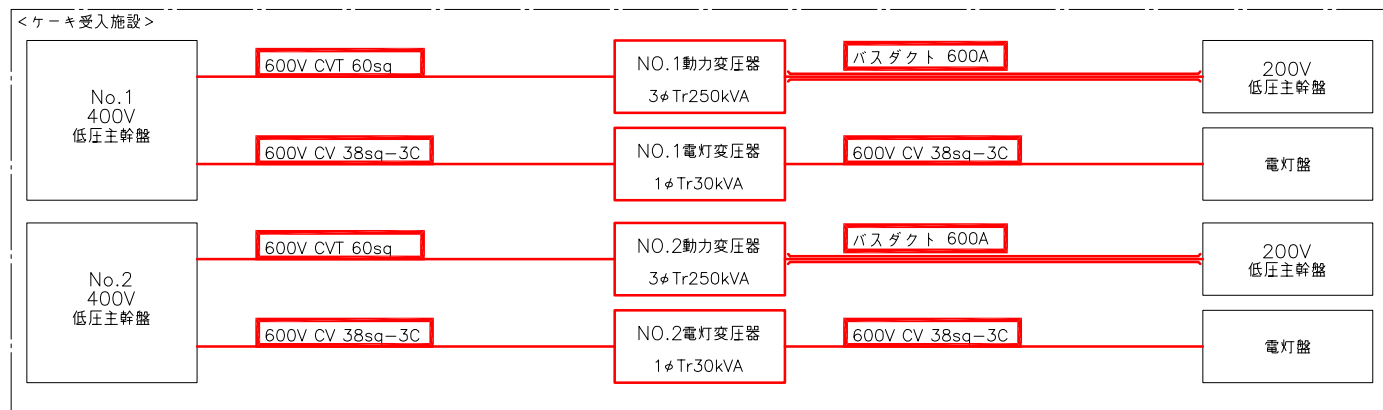 <ケーキ受入施設>
600V CVT 60sq
NO.1動力変圧器
3φTr250kVA
バスダクト 600A
200V
低圧主幹盤
No.1
400V
低圧主幹盤
600V CV 38sq-3C
NO.1電灯変圧器
1φTr30kVA
600V CV 38sq-3C
電灯盤
600V CVT 60sq
NO.2動力変圧器
3φTr250kVA
バスダクト 600A
200V
低圧主幹盤
No.2
400V
低圧主幹盤
600V CV 38sq-3C
NO.2電灯変圧器
1φTr30kVA
600V CV 38sq-3C
電灯盤